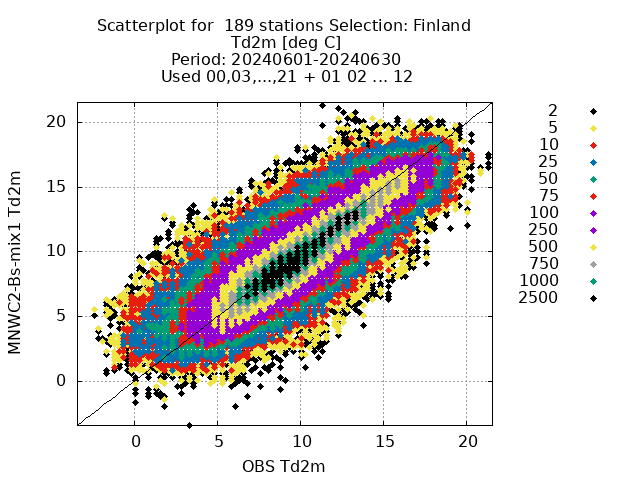 Scatterplot for  189 stations Selection: Finland
Td2m [deg C]
Period: 20240601-20240630
Used 00,03,...,21 + 01 02 ... 12
20
15
10
5
0
MNWC2-Bs-mix1 Td2m
0 5 10 15 20
OBS Td2m
2
5
10
25
50
75
100
250
500
750
1000
2500